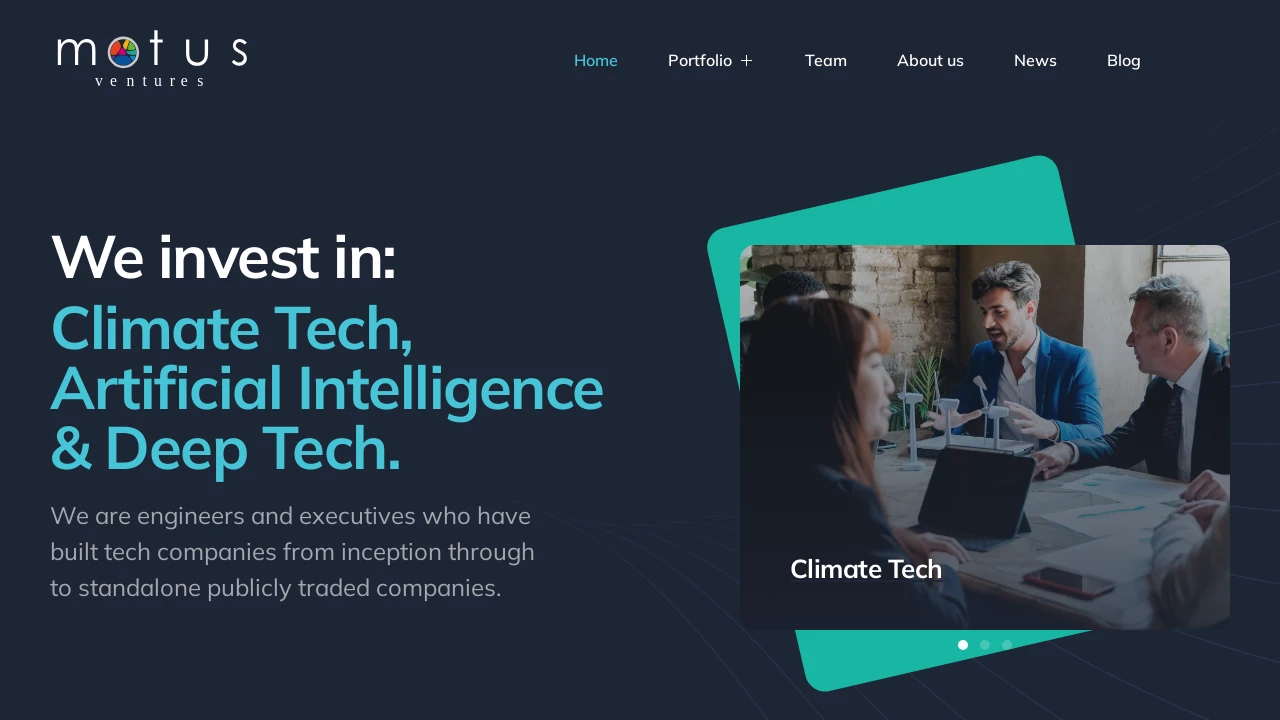 motus
ventures
Home
Portfolio
Team
About us
News
Blog
We invest in:
Climate Tech,
Artificial Intelligence
& Deep Tech.
We are engineers and executives who have
built tech companies from inception through
to standalone publicly traded companies.
Climate Tech